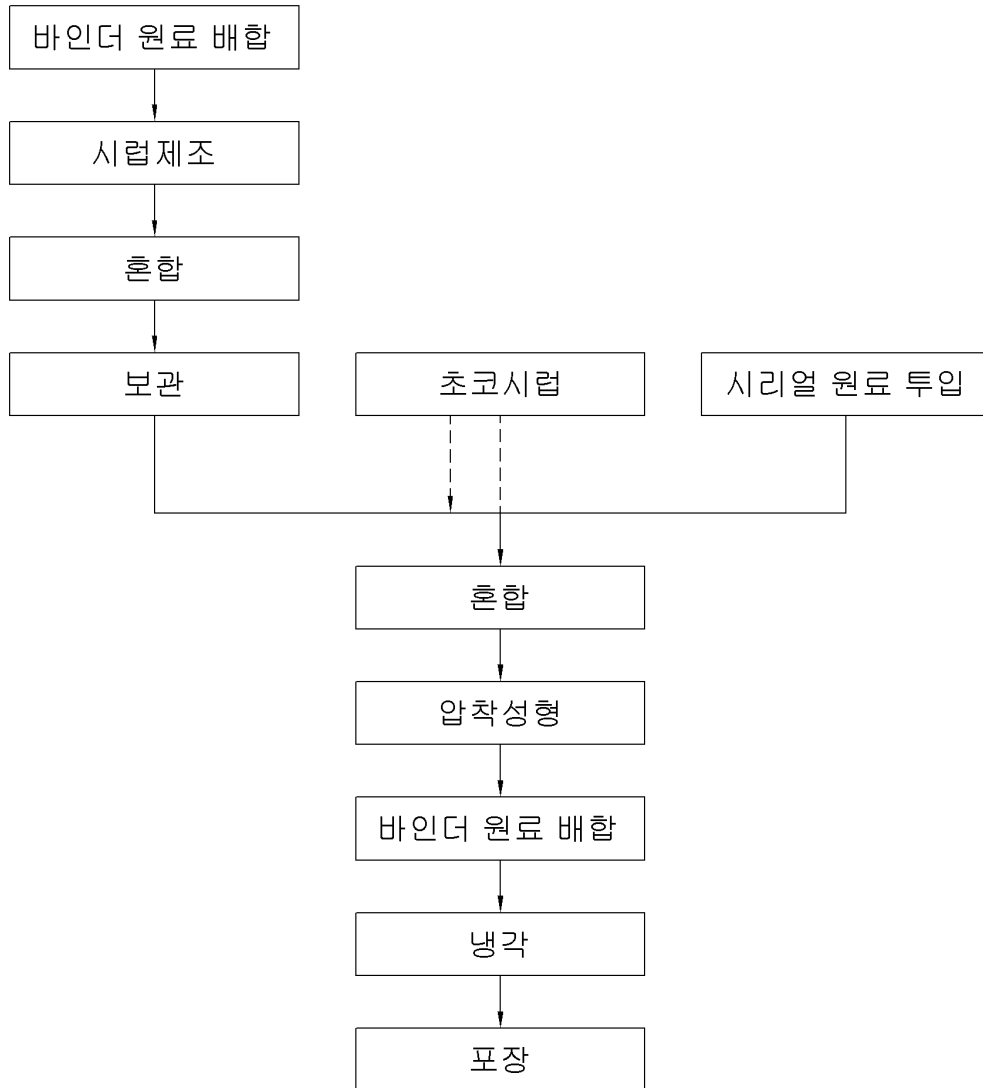 바인더 원료 배합
시럽제조
혼합
보관
초코시럽
시리얼 원료 투입
혼합
압착성형
바인더 원료 배합
냉각
포장